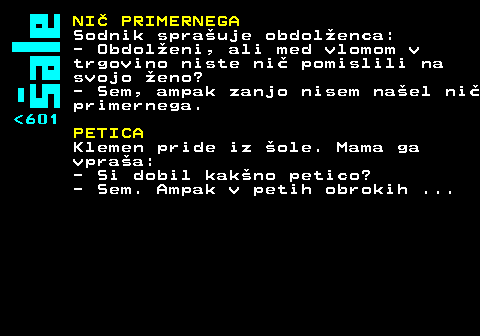 šale
<601
NIČ PRIMERNEGA
Sodnik sprašuje obdolženca:
- Obdolženi, ali med vlomom v
trgovino niste nič pomislili na
svojo ženo?
- Sem, ampak zanjo nisem našel nič
primernega.
PETICA
Klemen pride iz šole. Mama ga
vpraša:
- Si dobil kakšno petico?
- Sem. Ampak v petih obrokih ...